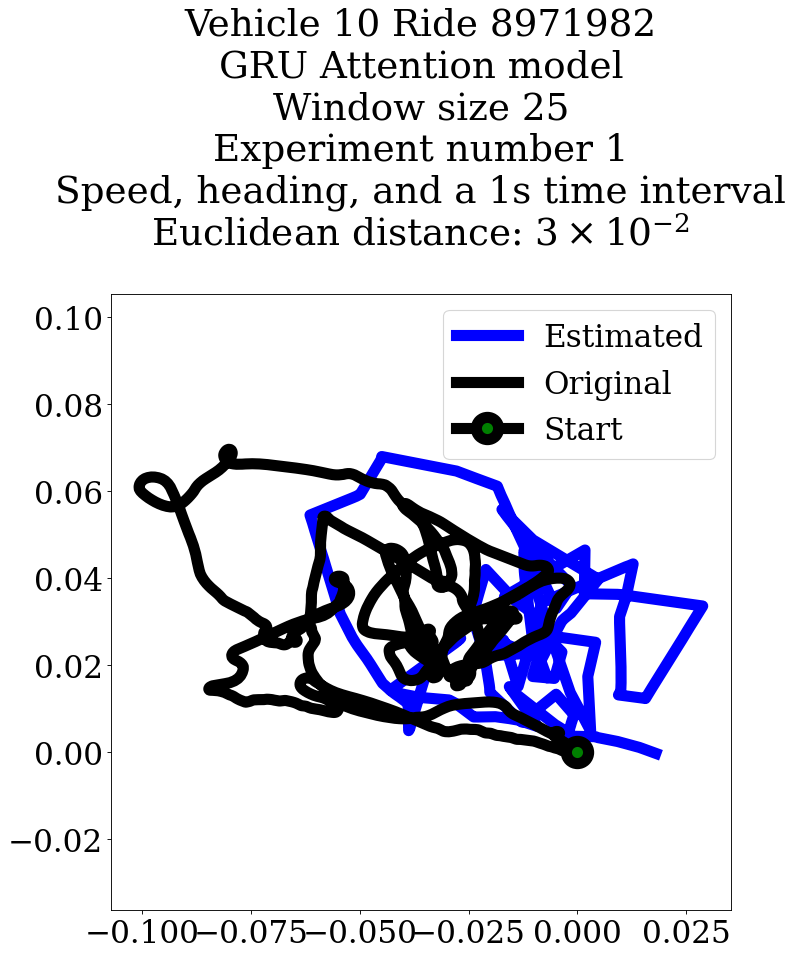 Vehicle 10 Ride 8971982
GRU Attention model
Window size 25
Experiment number 1
Speed, heading, and a 1s time interval
Euclidean distance: 3 × 10⁻²
Estimated
Original
Start
0.10
0.08
0.06
0.04
0.02
0.00
−0.02
−0.100 −0.075 −0.050 −0.025 0.000 0.025